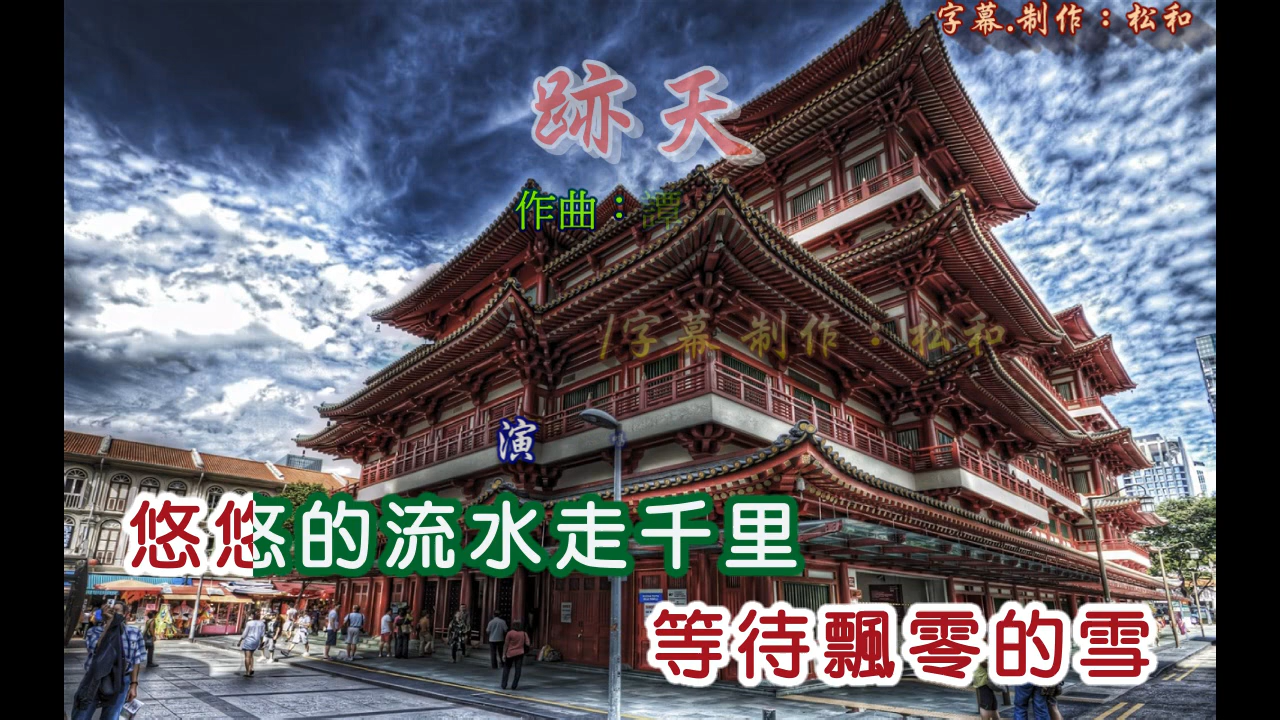 字幕.制作：松和
跡天
作曲：譚
/字幕 制作：松和
演
悠悠的流水走千里
等待飄零的雪